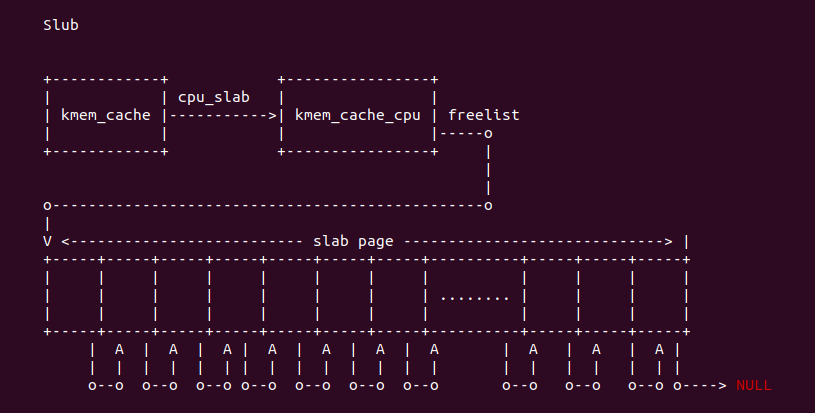 Slub
cpu_slab
kmem_cache
kmem_cache_cpu
freelist
slab page
........
A A A A A A A A A A
NULL